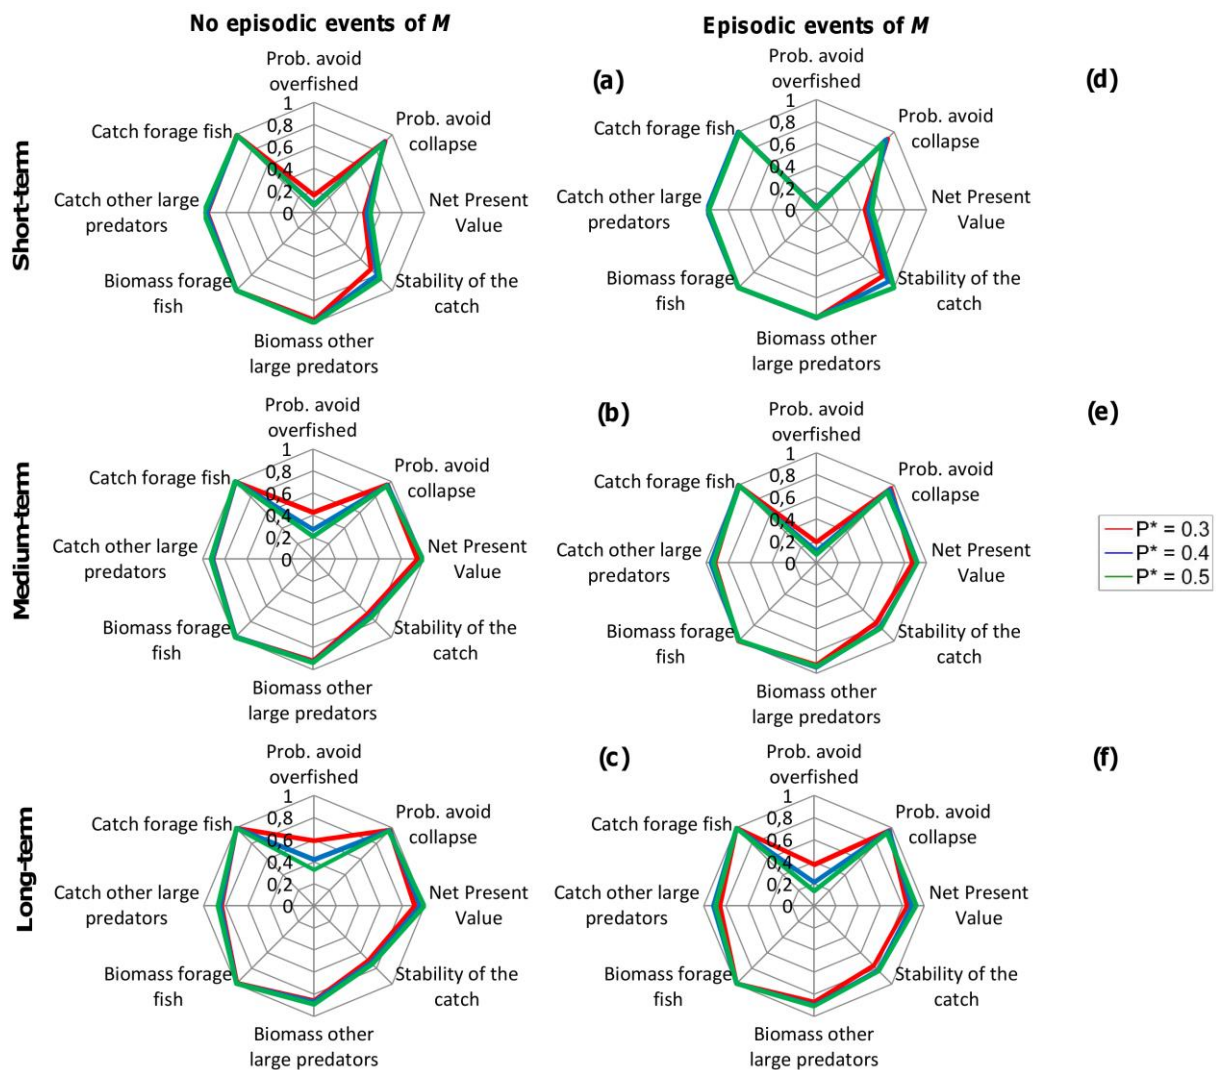 No episodic events of M
Episodic events of M
Short-term
Prob. avoid
overfished
(a)
1
0,8
0,6
0,4
0,2
0
Prob. avoid
collapse
Net Present
Value
Stability of the
catch
Biomass other
large predators
Biomass forage
fish
Catch other large
predators
Catch forage fish
Prob. avoid
overfished
(d)
1
0,8
0,6
0,4
0,2
0
Prob. avoid
collapse
Net Present
Value
Stability of the
catch
Biomass other
large predators
Biomass forage
fish
Catch other large
predators
Catch forage fish
Medium-term
Prob. avoid
overfished
(b)
1
0,8
0,6
0,4
0,2
0
Prob. avoid
collapse
Net Present
Value
Stability of the
catch
Biomass other
large predators
Biomass forage
fish
Catch other large
predators
Catch forage fish
Prob. avoid
overfished
(e)
1
0,8
0,6
0,4
0,2
0
Prob. avoid
collapse
Net Present
Value
Stability of the
catch
Biomass other
large predators
Biomass forage
fish
Catch other large
predators
Catch forage fish
P* = 0.3
P* = 0.4
P* = 0.5
Long-term
Prob. avoid
overfished
(c)
1
0,8
0,6
0,4
0,2
0
Prob. avoid
collapse
Net Present
Value
Stability of the
catch
Biomass other
large predators
Biomass forage
fish
Catch other large
predators
Catch forage fish
Prob. avoid
overfished
(f)
1
0,8
0,6
0,4
0,2
0
Prob. avoid
collapse
Net Present
Value
Stability of the
catch
Biomass other
large predators
Biomass forage
fish
Catch other large
predators
Catch forage fish